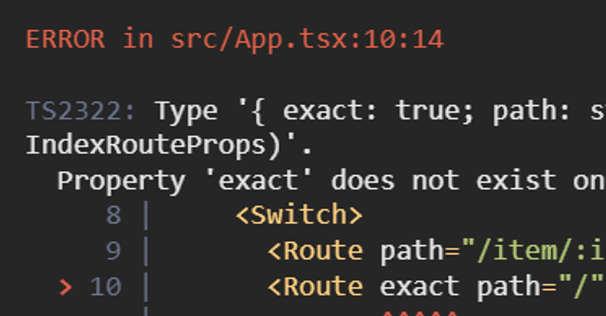 ERROR in src/App.tsx:10:14
TS2322: Type '{ exact: true; path: s
IndexRouteProps)'.
Property 'exact' does not exist on
8 | <Switch>
9 | <Route path="/item/:i
> 10 | <Route exact path="/"
| ^^^^^